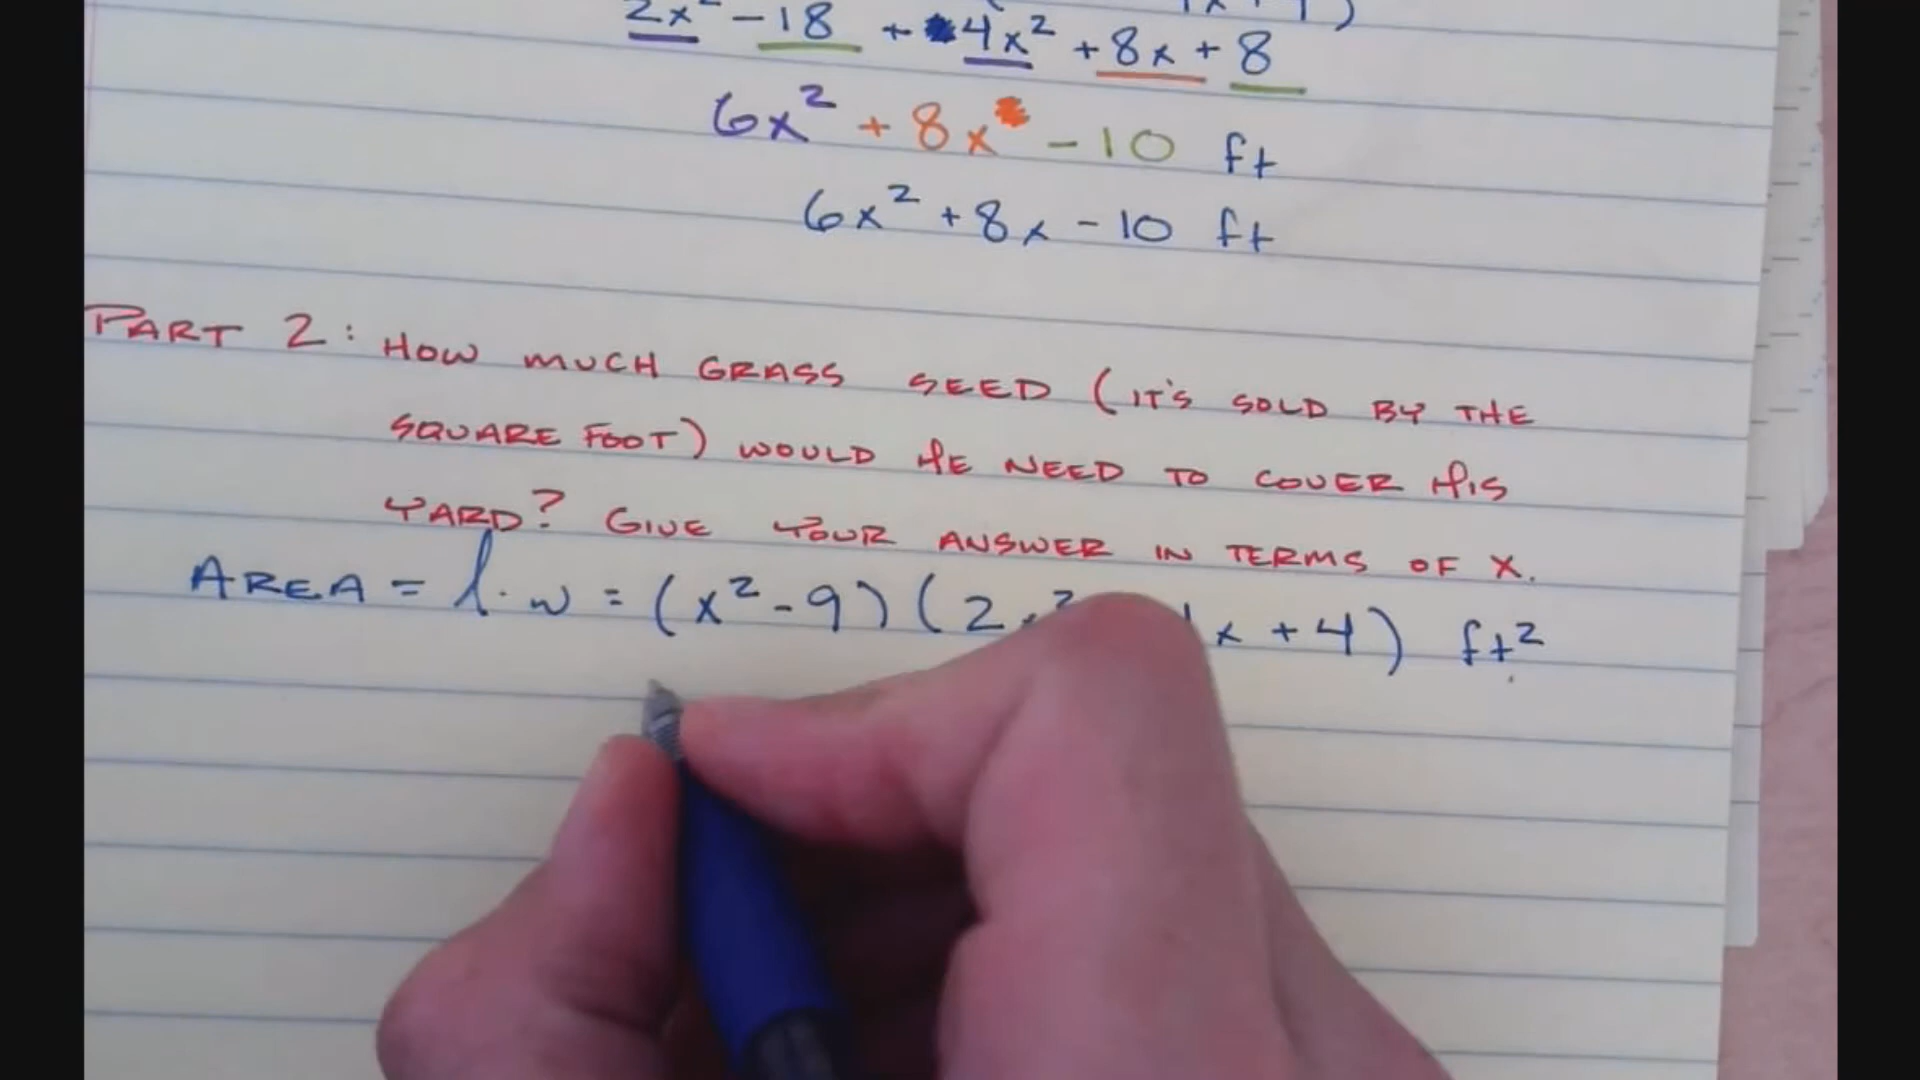 2x² - 18 + 4x² + 8x + 8
6x² + 8x - 10 ft
6x² + 8x - 10 ft
PART 2: HOW MUCH GRASS SEED (IT'S SOLD BY THE
SQUARE FOOT) WOULD HE NEED TO COVER HIS
YARD? GIVE YOUR ANSWER IN TERMS OF X.
AREA = l · w = (x² - 9)(2x² 4x + 4) ft²